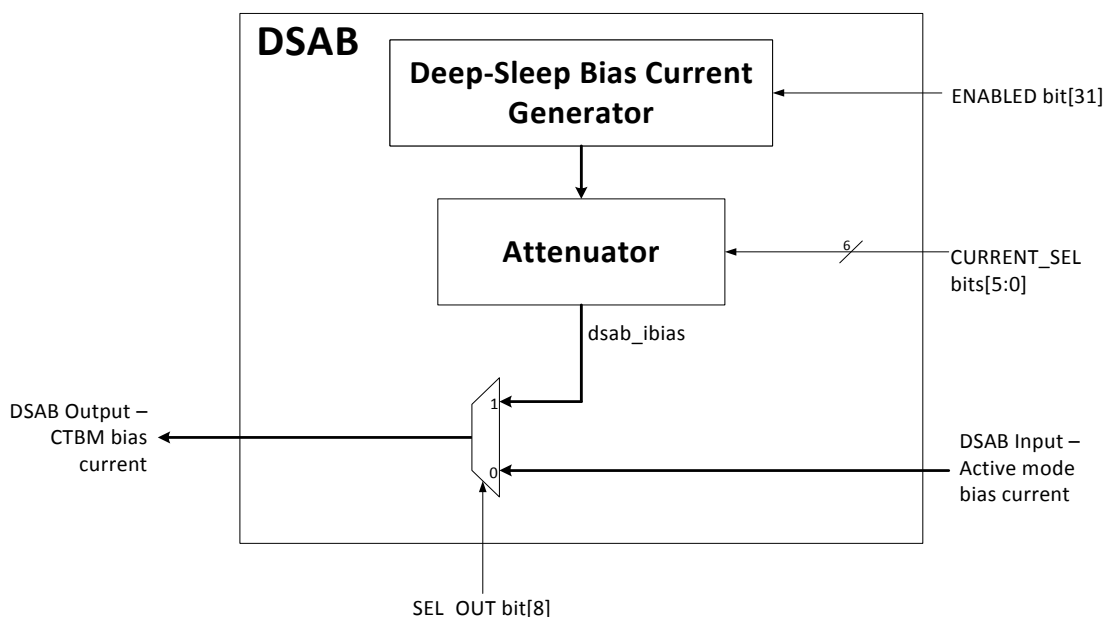 DSAB
Deep-Sleep Bias Current
Generator
ENABLED bit[31]
Attenuator
6
CURRENT_SEL
bits[5:0]
dsab_ibias
1
DSAB Output –
CTBM bias
current
0
DSAB Input –
Active mode
bias current
SEL_OUT bit[8]